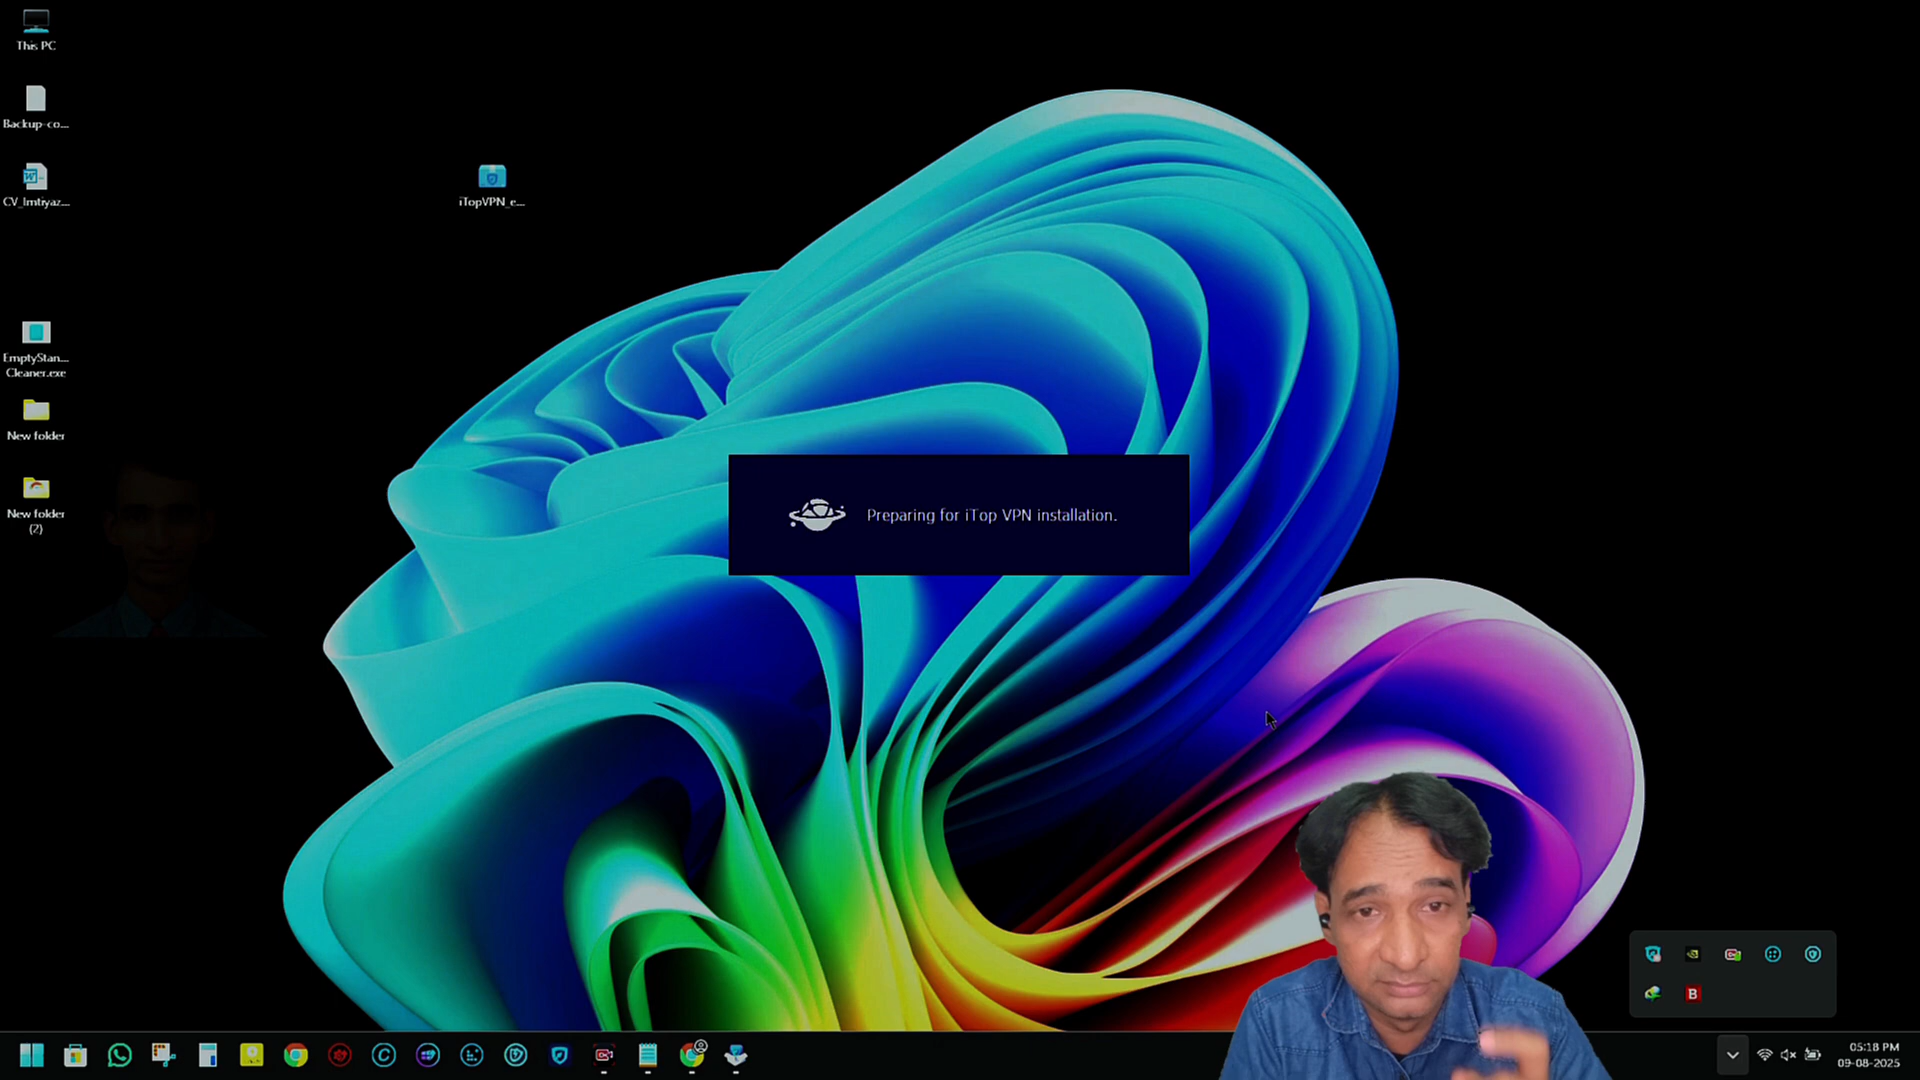 This PC
Backup-co...
CV_Imtiyaz...
iTopVPN_e...
EmptyStan...
Cleaner.exe
New folder
New folder
(2)
Preparing for iTop VPN installation.
05:18 PM
09-08-2025